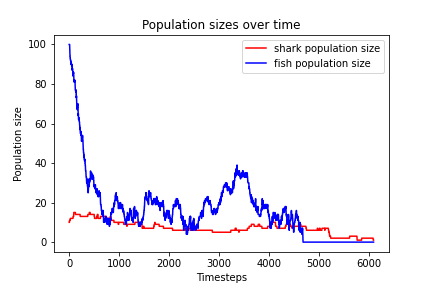 Population sizes over time
shark population size
fish population size
Population size
100
80
60
40
20
0
0
1000
2000
3000
4000
5000
6000
Timesteps